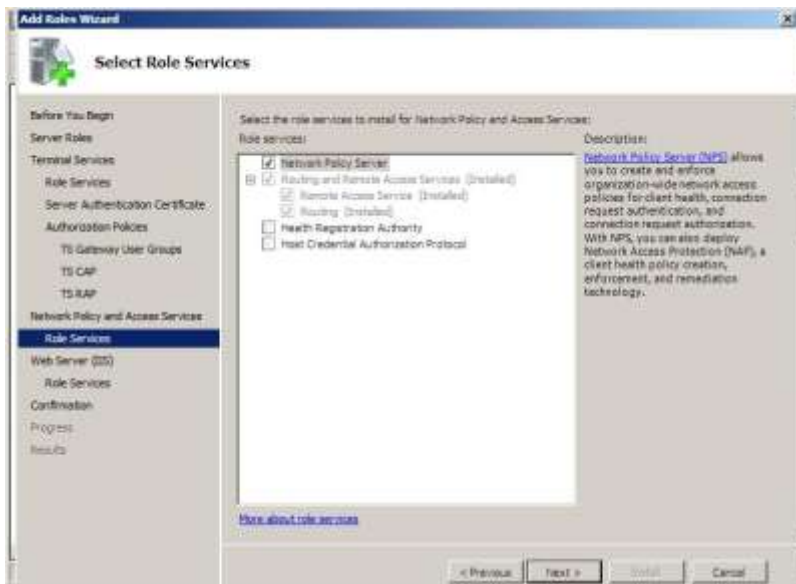 Add Roles Wizard
Select Role Services
Before You Begin
Server Roles
Terminal Services
Role Services
Server Authentication Certificate
Authorization Policies
TS Gateway User Groups
TS CAP
TS RAP
Network Policy and Access Services
Role Services
Web Server (IIS)
Role Services
Confirmation
Progress
Results
Select the role services to install for Network Policy and Access Services:
Role services:
Network Policy Server
Routing and Remote Access Services (Installed)
Remote Access Service (Installed)
Routing (Installed)
Health Registration Authority
Host Credential Authorization Protocol
More about role services
Description:
Network Policy Server (NPS) allows
you to create and enforce
organization-wide network access
policies for client health, connection
request authentication, and
connection request authorization.
With NPS, you can also deploy
Network Access Protection (NAP), a
client health policy creation,
enforcement, and remediation
technology.
< Previous
Next >
Install
Cancel